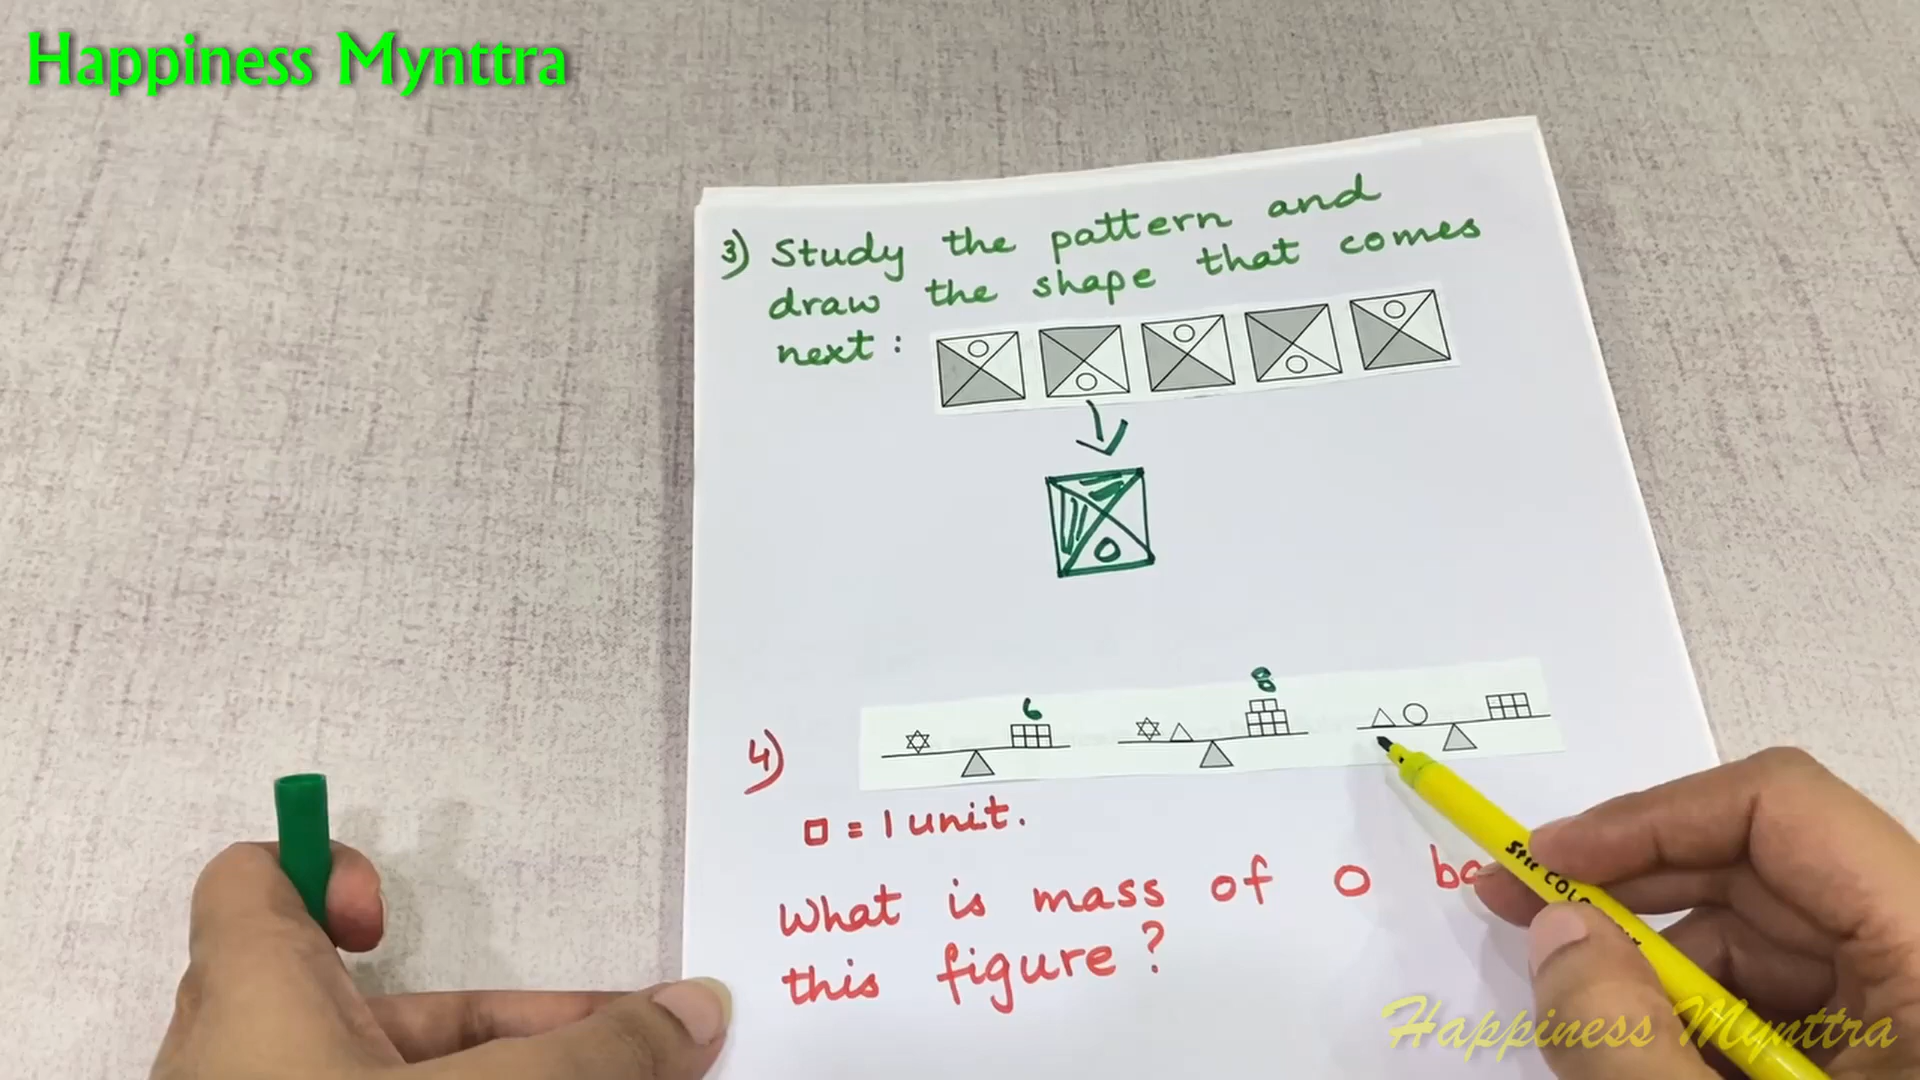 Happiness Mynttra
3) Study the pattern and
draw the shape that comes
next :
6
8
4)
□ = 1 unit.
What is mass of O
this figure ?
Happiness Mynttra